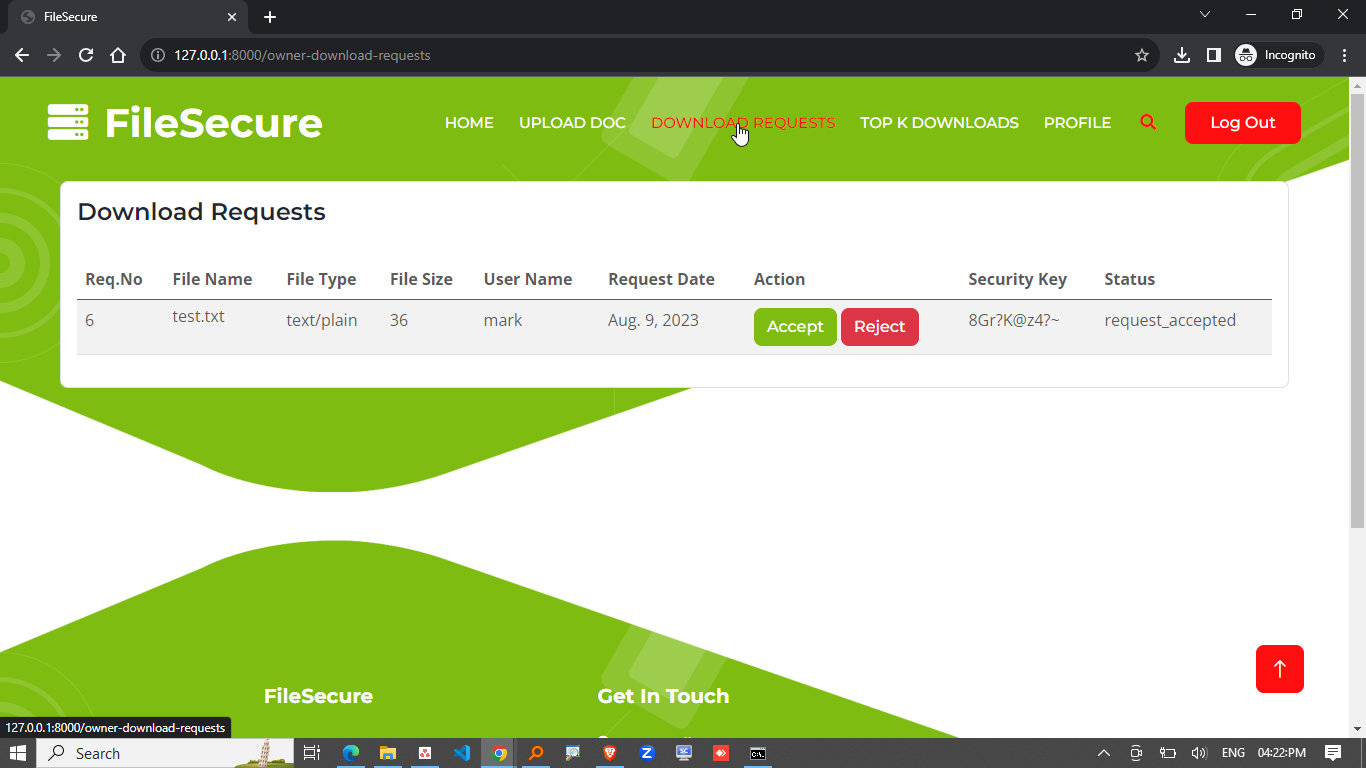 FileSecure
127.0.0.1:8000/owner-download-requests
Incognito
FileSecure
HOME UPLOAD DOC DOWNLOAD REQUESTS TOP K DOWNLOADS PROFILE Log Out
Download Requests
Req.No File Name File Type File Size User Name Request Date Action Security Key Status
6 test.txt text/plain 36 mark Aug. 9, 2023 Accept Reject 8Gr?K@z4?~ request_accepted
FileSecure Get In Touch
127.0.0.1:8000/owner-download-requests
Search ENG 04:22:PM